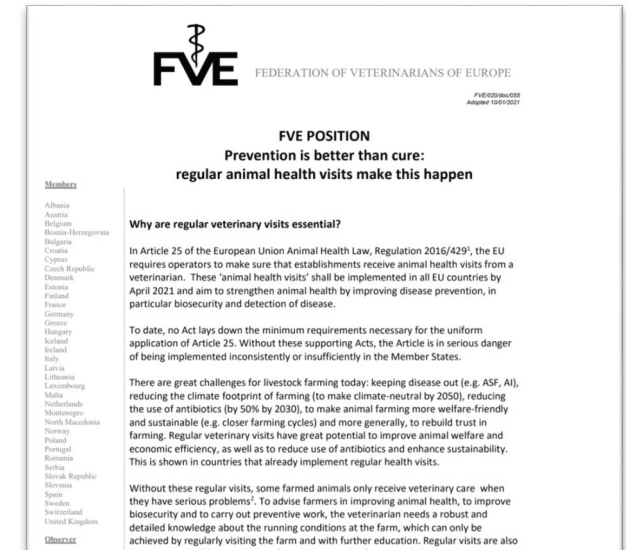 FVE
FEDERATION OF VETERINARIANS OF EUROPE
FVE/020/doc/055
Adopted 10/01/2021
FVE POSITION
Prevention is better than cure:
regular animal health visits make this happen
Members
Albania
Austria
Belgium
Bosnia-Herzegovina
Bulgaria
Croatia
Cyprus
Czech Republic
Denmark
Estonia
Finland
France
Germany
Greece
Hungary
Iceland
Ireland
Italy
Latvia
Lithuania
Luxembourg
Malta
Netherlands
Montenegro
North Macedonia
Norway
Poland
Portugal
Romania
Serbia
Slovak Republic
Slovenia
Spain
Sweden
Switzerland
United Kingdom
Observer
Why are regular veterinary visits essential?
In Article 25 of the European Union Animal Health Law, Regulation 2016/429¹, the EU
requires operators to make sure that establishments receive animal health visits from a
veterinarian. These ‘animal health visits’ shall be implemented in all EU countries by
April 2021 and aim to strengthen animal health by improving disease prevention, in
particular biosecurity and detection of disease.
To date, no Act lays down the minimum requirements necessary for the uniform
application of Article 25. Without these supporting Acts, the Article is in serious danger
of being implemented inconsistently or insufficiently in the Member States.
There are great challenges for livestock farming today: keeping disease out (e.g. ASF, AI),
reducing the climate footprint of farming (to make climate-neutral by 2050), reducing
the use of antibiotics (by 50% by 2030), to make animal farming more welfare-friendly
and sustainable (e.g. closer farming cycles) and more generally, to rebuild trust in
farming. Regular veterinary visits have great potential to improve animal welfare and
economic efficiency, as well as to reduce use of antibiotics and enhance sustainability.
This is shown in countries that already implement regular health visits.
Without these regular visits, some farmed animals only receive veterinary care when
they have serious problems². To advise farmers in improving animal health, to improve
biosecurity and to carry out preventive work, the veterinarian needs a robust and
detailed knowledge about the running conditions at the farm, which can only be
achieved by regularly visiting the farm and with further education. Regular visits are also